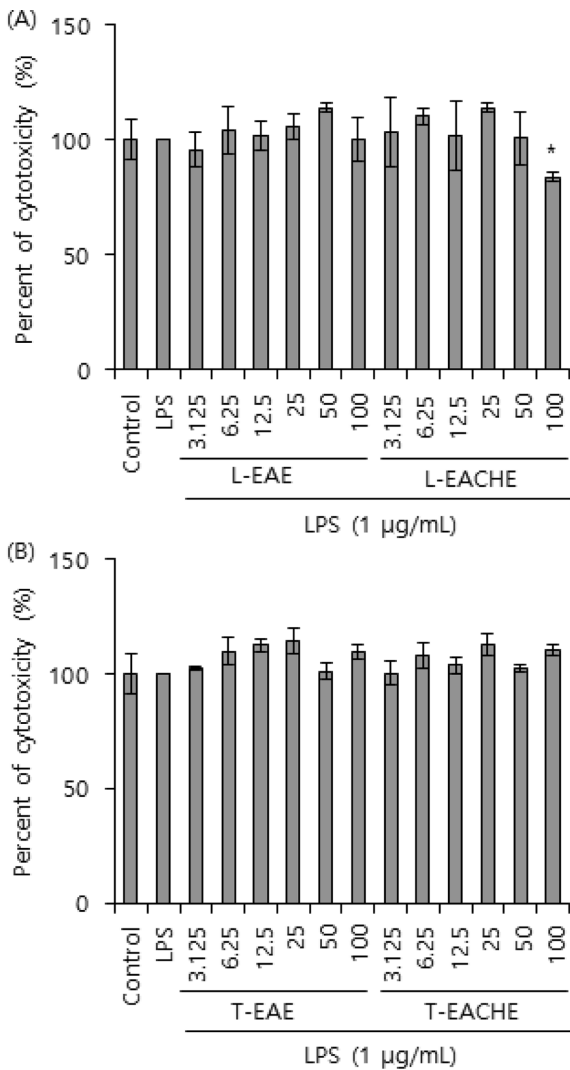 (A)
Percent of cytotoxicity (%)
150
100
50
0
*
Control LPS 3.125 6.25 12.5 25 50 100 3.125 6.25 12.5 25 50 100
L-EAE L-EACHE
LPS (1 μg/mL)
(B)
Percent of cytotoxicity (%)
150
100
50
0
Control LPS 3.125 6.25 12.5 25 50 100 3.125 6.25 12.5 25 50 100
T-EAE T-EACHE
LPS (1 μg/mL)